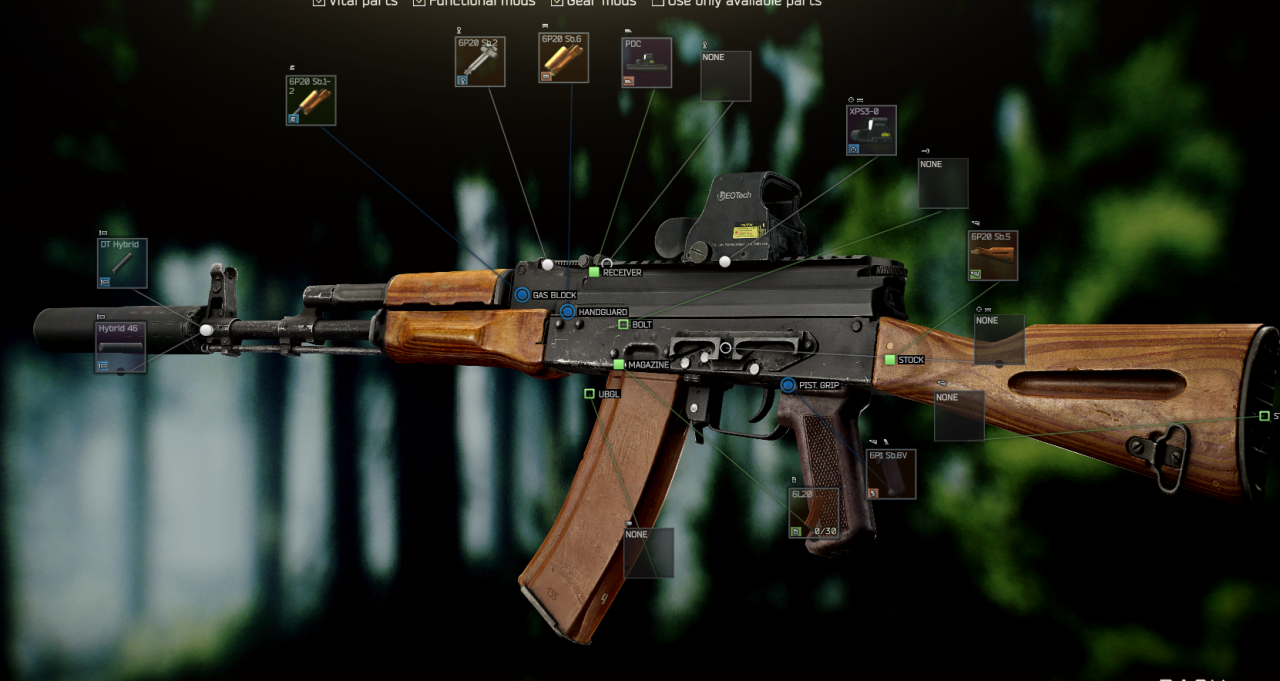 Vital parts Functional mods Gear mods Use only available parts
6P20 Sb.2
6P20 Sb.6
PDC
NONE
6P20 Sb.1-
2
XPS3-0
NONE
EOTech
6P20 Sb.5
DT Hybrid
RECEIVER
GAS BLOCK
HANDGUARD
BOLT
NONE
Hybrid 46
STOCK
MAGAZINE
PIST. GRIP
UBGL
NONE
6P1 Sb.8V
6L20
0/30
NONE